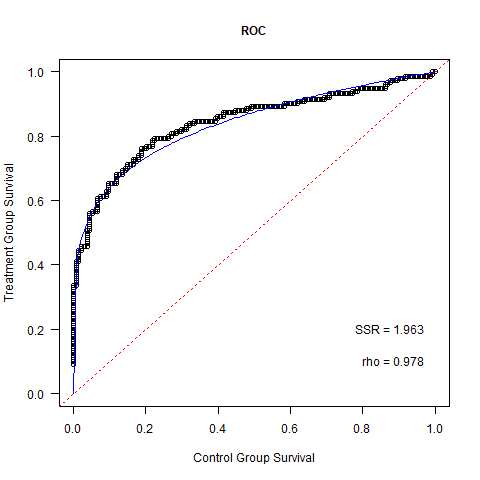 ROC
Treatment Group Survival
1.0
0.8
0.6
0.4
0.2
0.0
SSR = 1.963
rho = 0.978
0.0 0.2 0.4 0.6 0.8 1.0
Control Group Survival